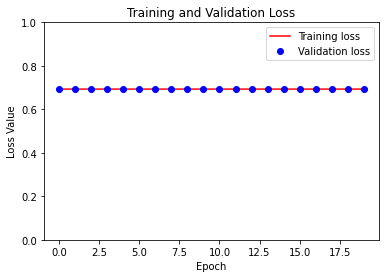 Training and Validation Loss
Training loss
Validation loss
Loss Value
1.0
0.8
0.6
0.4
0.2
0.0
0.0 2.5 5.0 7.5 10.0 12.5 15.0 17.5
Epoch